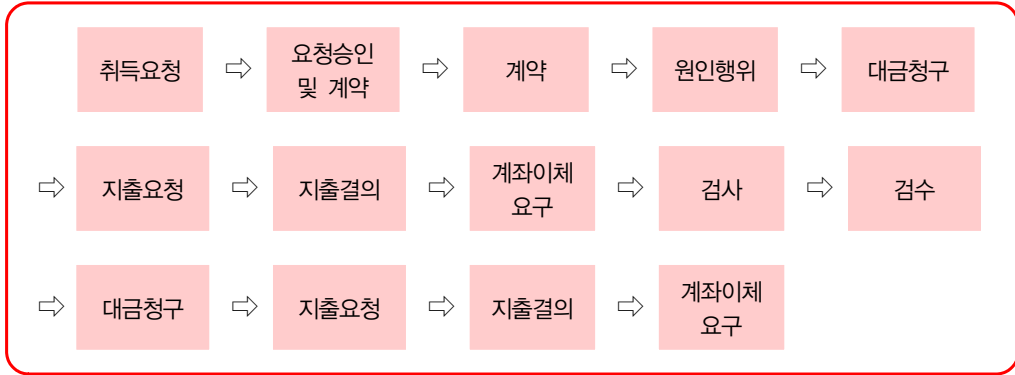 취득요청 ⇨ 요청승인 및 계약 ⇨ 계약 ⇨ 원인행위 ⇨ 대금청구
⇨ 지출요청 ⇨ 지출결의 ⇨ 계좌이체 요구 ⇨ 검사 ⇨ 검수
⇨ 대금청구 ⇨ 지출요청 ⇨ 지출결의 ⇨ 계좌이체 요구